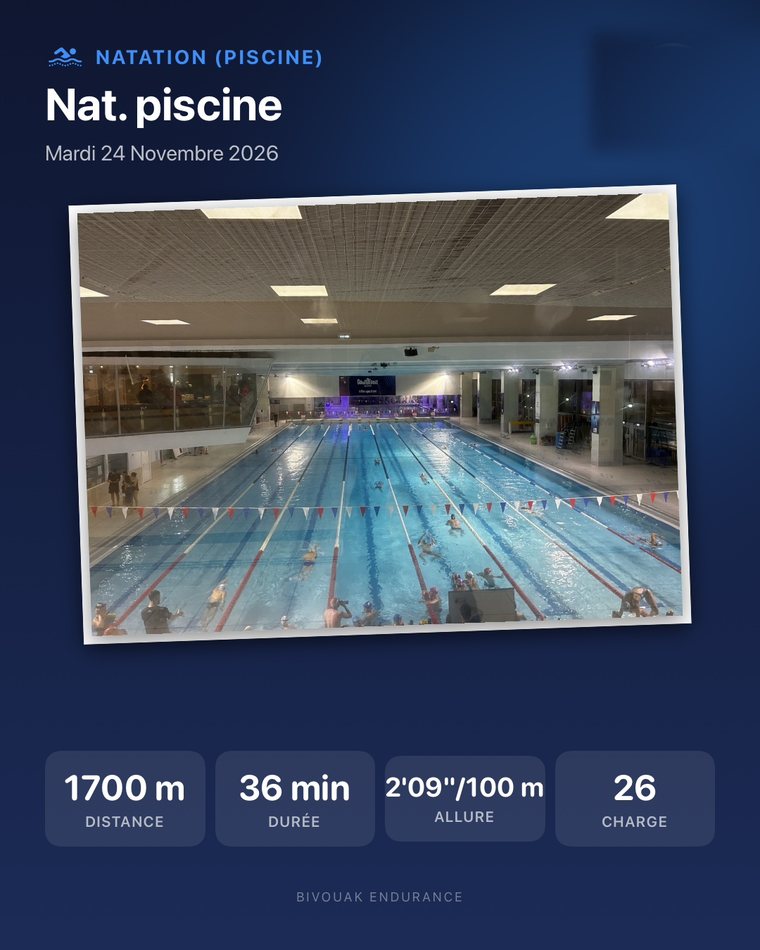 NATATION (PISCINE)
Nat. piscine
Mardi 24 Novembre 2026
1700 m
DISTANCE
36 min
DURÉE
2'09"/100 m
ALLURE
26
CHARGE
BIVOUAK ENDURANCE